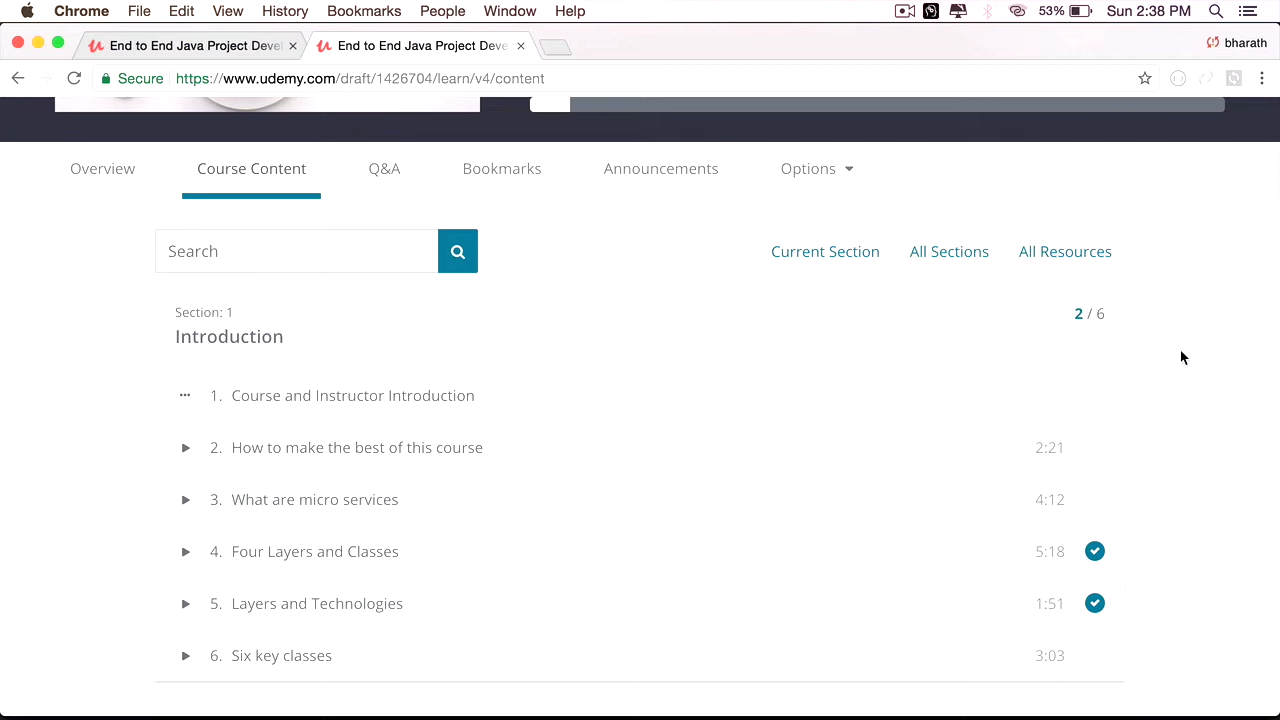 Chrome File Edit View History Bookmarks People Window Help 53% Sun 2:38 PM
End to End Java Project Devel × End to End Java Project Deve × bharath
Secure https://www.udemy.com/draft/1426704/learn/v4/content
Overview Course Content Q&A Bookmarks Announcements Options
Search Current Section All Sections All Resources
Section: 1
2 / 6
Introduction
1. Course and Instructor Introduction
2. How to make the best of this course 2:21
3. What are micro services 4:12
4. Four Layers and Classes 5:18
5. Layers and Technologies 1:51
6. Six key classes 3:03